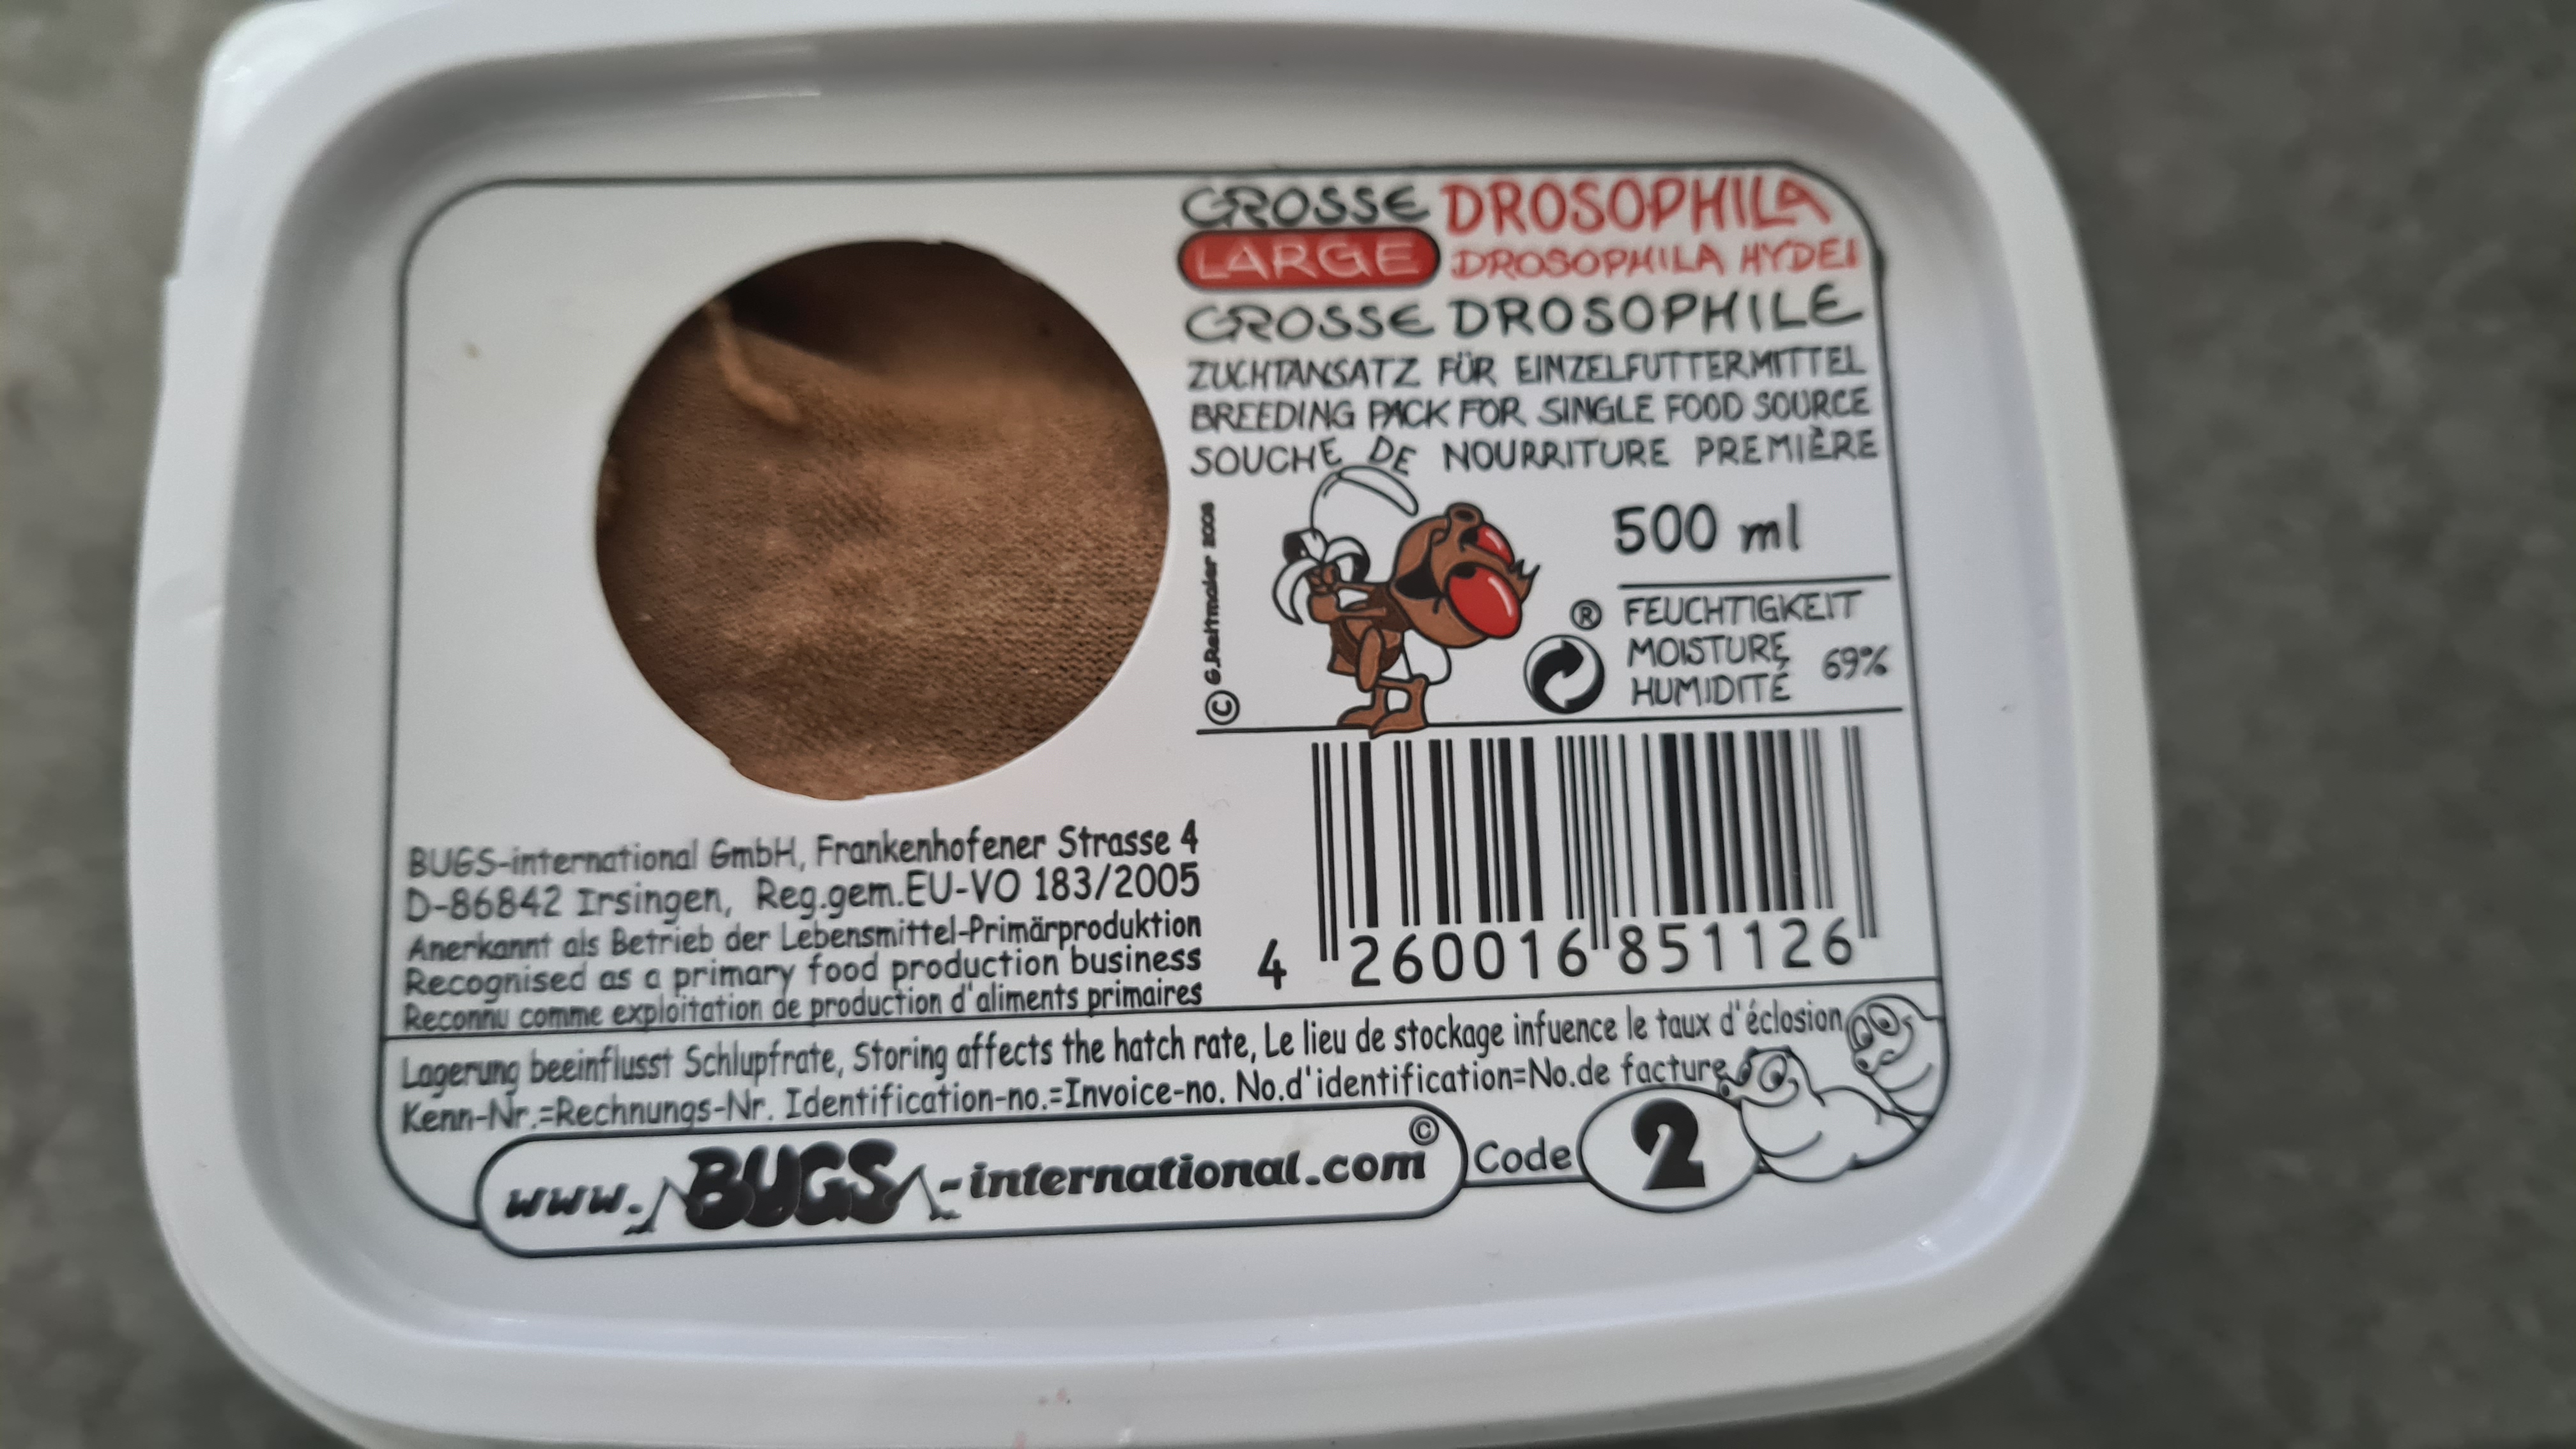 GROSSE DROSOPHILA
LARGE DROSOPHILA HYDEI
GROSSE DROSOPHILE
ZUCHTANSATZ FÜR EINZELFUTTERMITTEL
BREEDING PACK FOR SINGLE FOOD SOURCE
SOUCHE DE NOURRITURE PREMIÈRE
© G.Reitmaier 2008
500 ml
®
FEUCHTIGKEIT
MOISTURE 69%
HUMIDITÉ
BUGS-international GmbH, Frankenhofener Strasse 4
D-86842 Irsingen, Reg.gem.EU-VO 183/2005
Anerkannt als Betrieb der Lebensmittel-Primärproduktion
Recognised as a primary food production business
Reconnu comme exploitation de production d'aliments primaires
4 260016 851126
Lagerung beeinflusst Schlupfrate, Storing affects the hatch rate, Le lieu de stockage infuence le taux d'éclosion
Kenn-Nr.=Rechnungs-Nr. Identification-no.=Invoice-no. No.d'identification=No.de facture
www.BUGS-international.com© Code 2